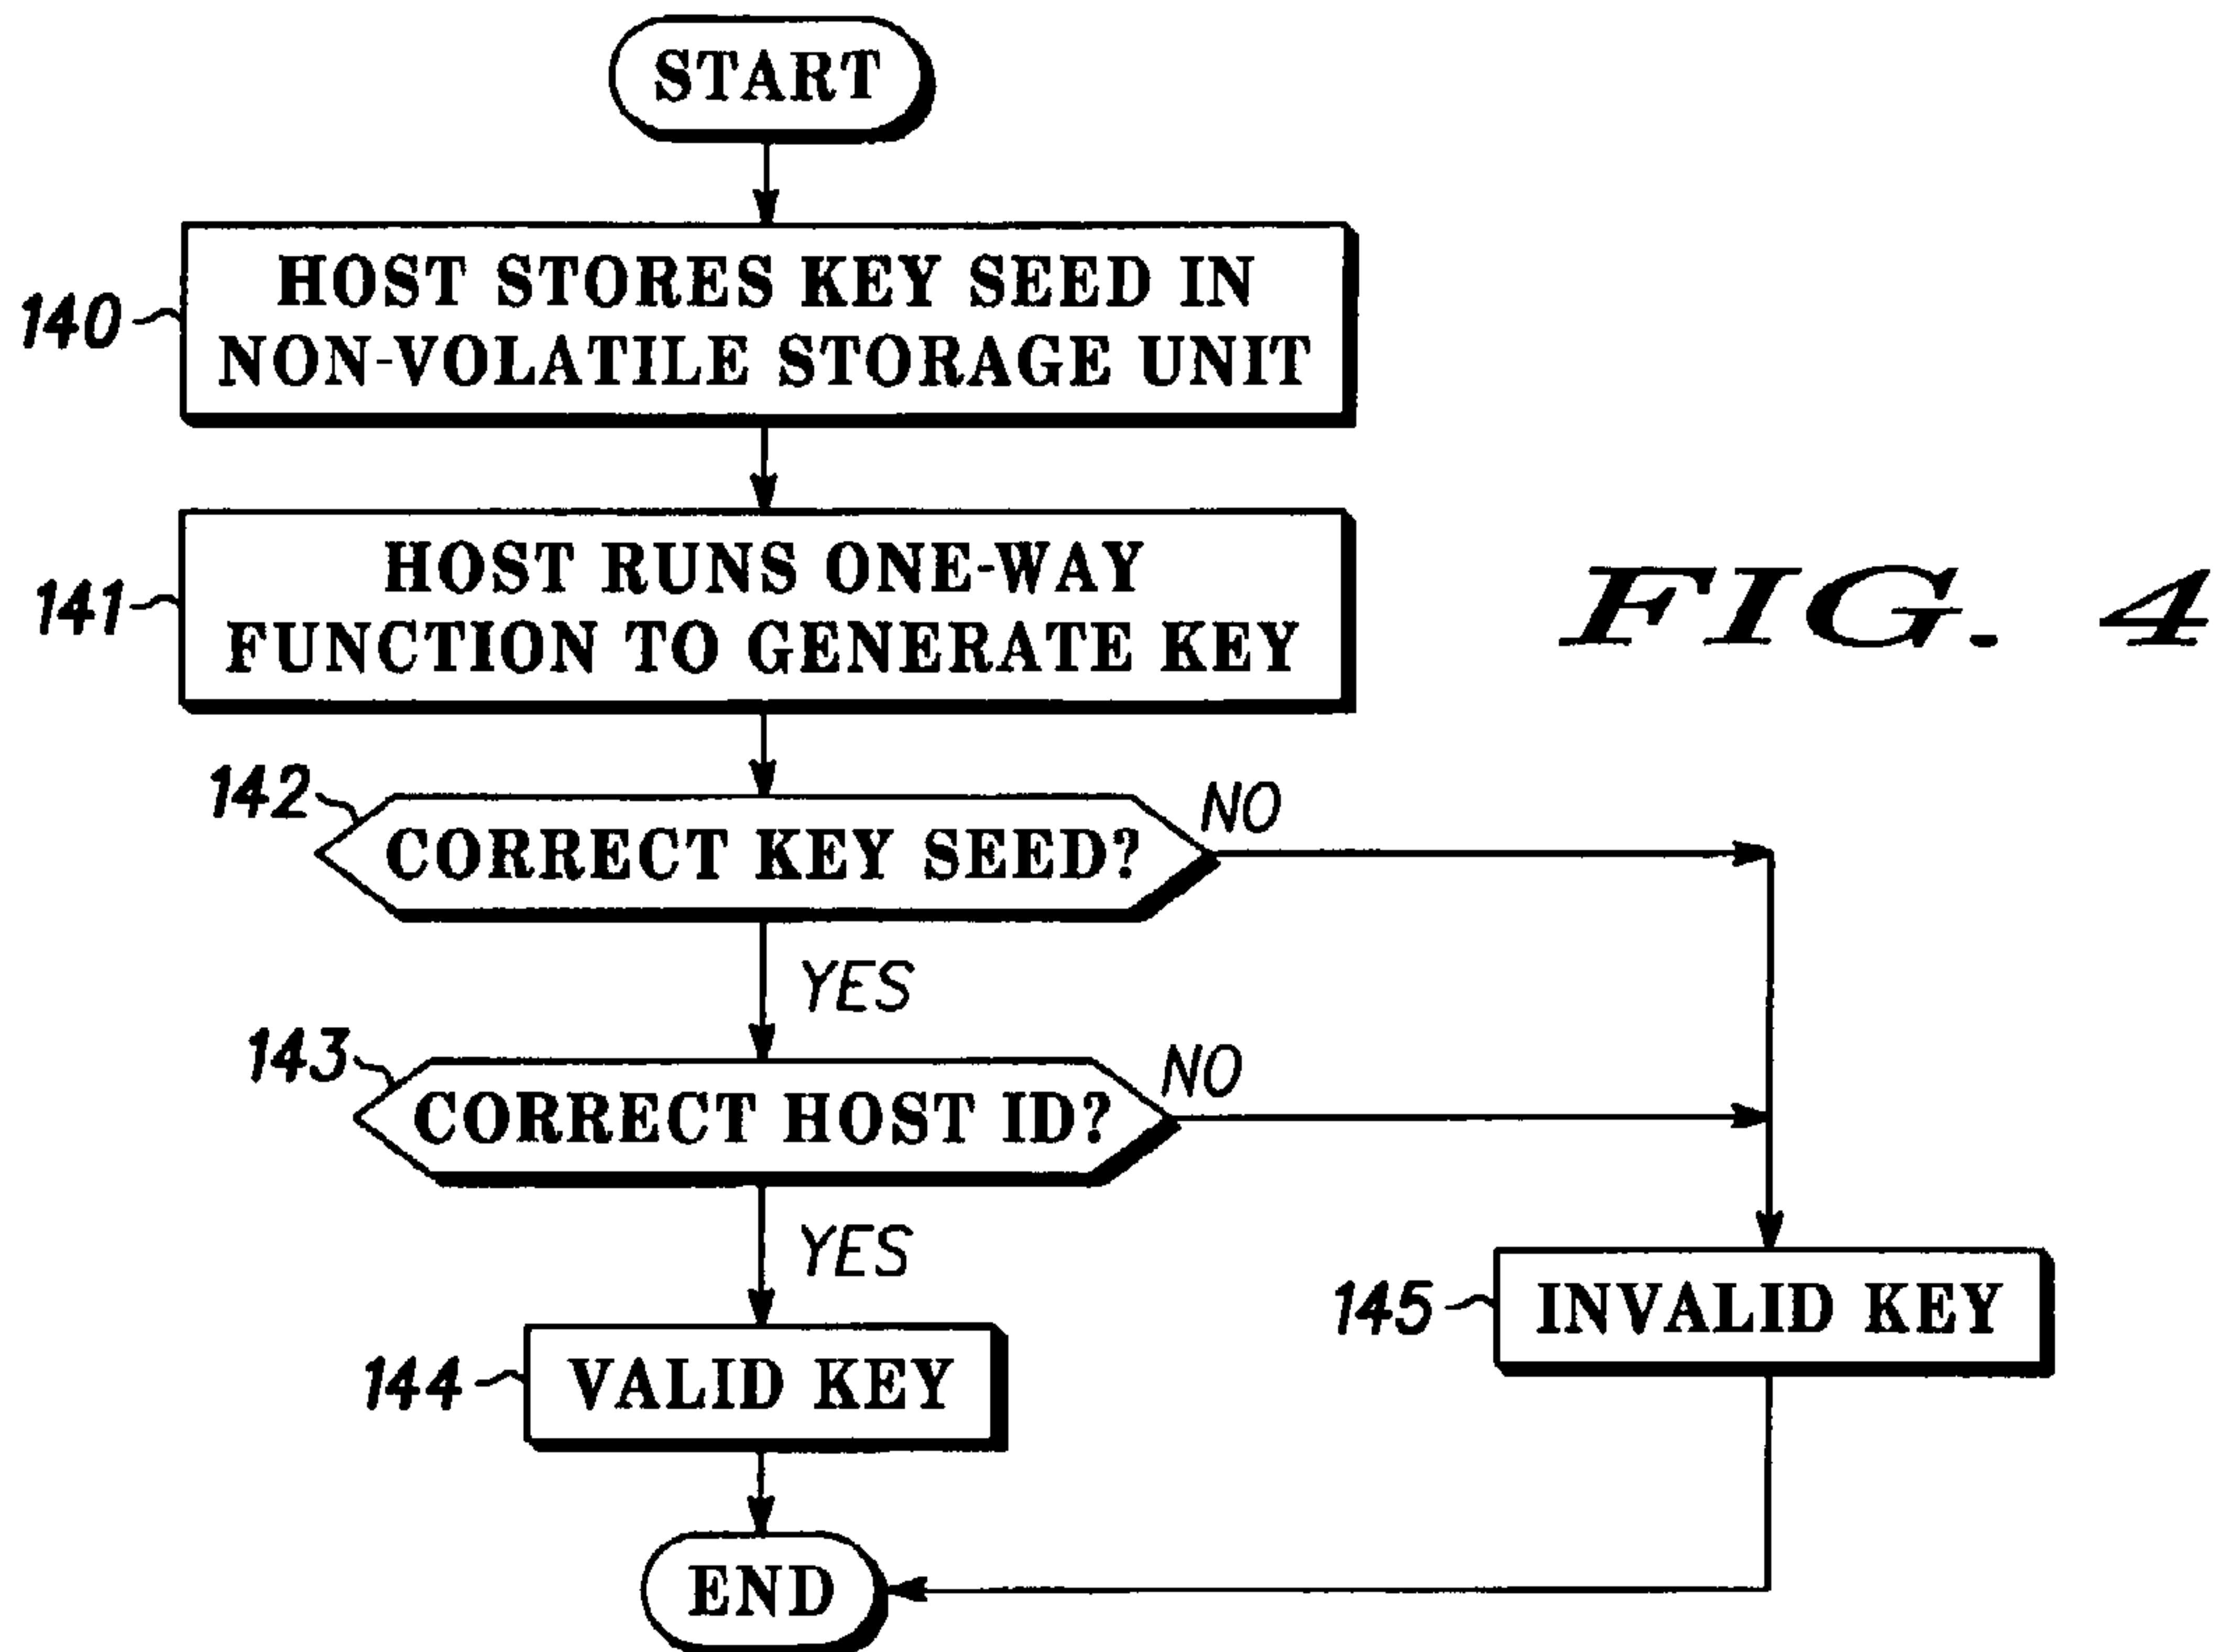 START
HOST STORES KEY SEED IN
NON-VOLATILE STORAGE UNIT
140
HOST RUNS ONE-WAY
FUNCTION TO GENERATE KEY
141
FIG. 4
142
CORRECT KEY SEED?
NO
YES
143
CORRECT HOST ID?
NO
YES
145
INVALID KEY
144
VALID KEY
END